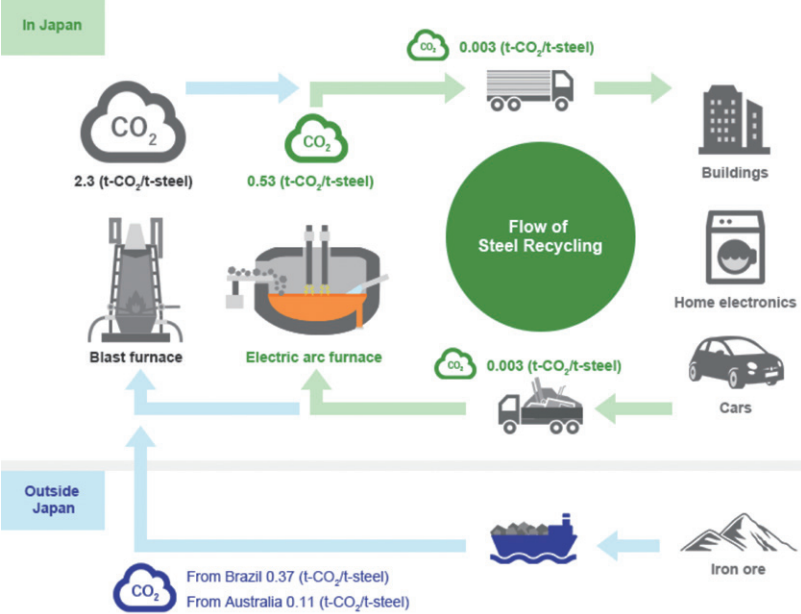 In Japan
CO₂ 0.003 (t-CO₂/t-steel)
CO₂
CO₂
2.3 (t-CO₂/t-steel)
0.53 (t-CO₂/t-steel)
Buildings
Flow of
Steel Recycling
Home electronics
Blast furnace
Electric arc furnace
CO₂ 0.003 (t-CO₂/t-steel)
Cars
Outside
Japan
Iron ore
CO₂
From Brazil 0.37 (t-CO₂/t-steel)
From Australia 0.11 (t-CO₂/t-steel)